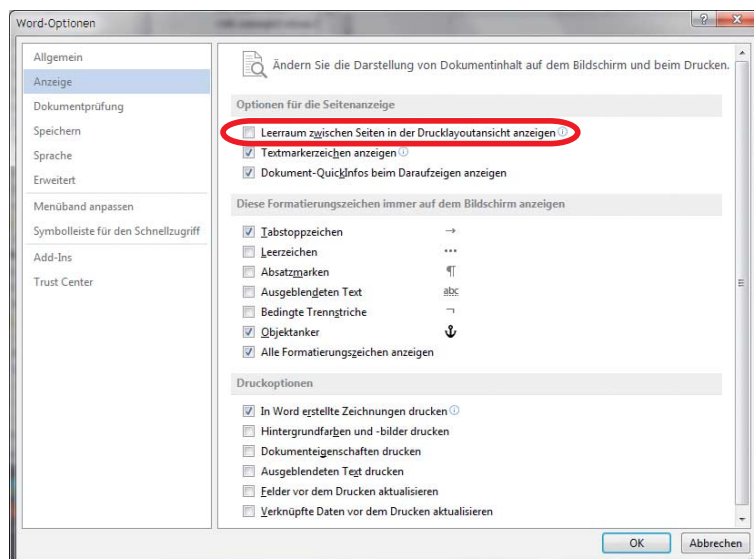 Word-Optionen
Allgemein
Anzeige
Dokumentprüfung
Speichern
Sprache
Erweitert
Menüband anpassen
Symbolleiste für den Schnellzugriff
Add-Ins
Trust Center
Ändern Sie die Darstellung von Dokumentinhalt auf dem Bildschirm und beim Drucken.
Optionen für die Seitenanzeige
Leerraum zwischen Seiten in der Drucklayoutansicht anzeigen
Textmarkerzeichen anzeigen
Dokument-QuickInfos beim Daraufzeigen anzeigen
Diese Formatierungszeichen immer auf dem Bildschirm anzeigen
Tabstoppzeichen →
Leerzeichen ···
Absatzmarken ¶
Ausgeblendeten Text abc
Bedingte Trennstriche ¬
Objektanker
Alle Formatierungszeichen anzeigen
Druckoptionen
In Word erstellte Zeichnungen drucken
Hintergrundfarben und -bilder drucken
Dokumenteigenschaften drucken
Ausgeblendeten Text drucken
Felder vor dem Drucken aktualisieren
Verknüpfte Daten vor dem Drucken aktualisieren
OK Abbrechen